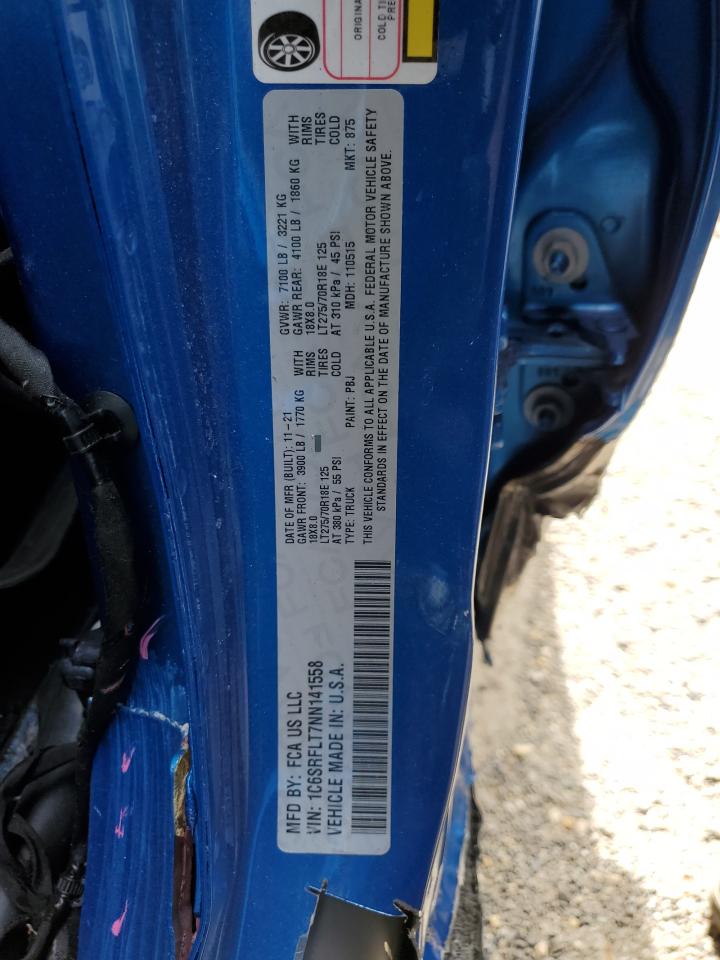 MFD BY: FCA US LLC
VIN: 1C6SRFLT7NN141558
VEHICLE MADE IN: U.S.A.
DATE OF MFR (BUILT): 11-21 GVWR: 7100 LB / 3221 KG
GAWR FRONT: 3900 LB / 1770 KG WITH GAWR REAR: 4100 LB / 1860 KG WITH
18X8.0 RIMS 18X8.0 RIMS
LT275/70R18E 125 TIRES LT275/70R18E 125 TIRES
AT 380 kPa / 55 PSI COLD AT 310 kPa / 45 PSI COLD
TYPE: TRUCK PAINT: PBJ MDH: 110515 MKT: 875
THIS VEHICLE CONFORMS TO ALL APPLICABLE U.S.A. FEDERAL MOTOR VEHICLE SAFETY
STANDARDS IN EFFECT ON THE DATE OF MANUFACTURE SHOWN ABOVE.
ORIGINA
COLD TI
PRE